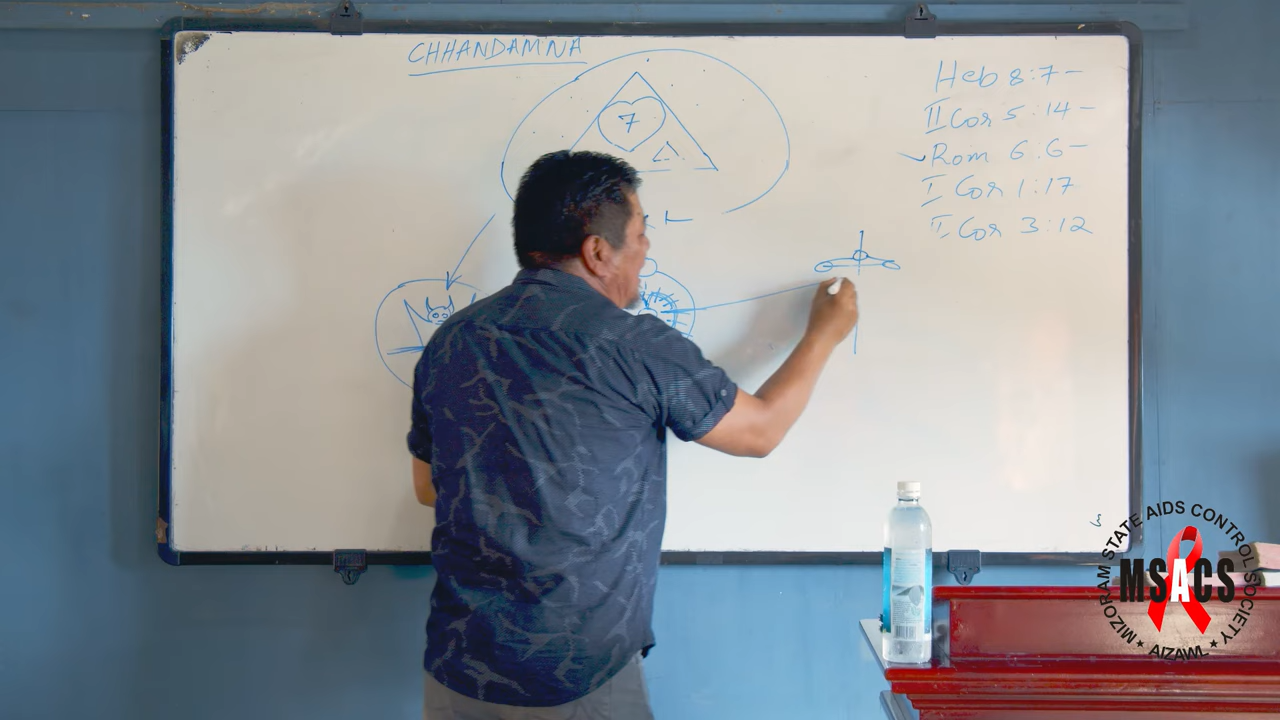 CHHANDAMNA
7
Heb 8:7-
II Cor 5:14-
Rom 6:6-
I Cor 1:17
II Cor 3:12
MIZORAM STATE AIDS CONTROL SOCIETY
MSACS
★ AIZAWL ★